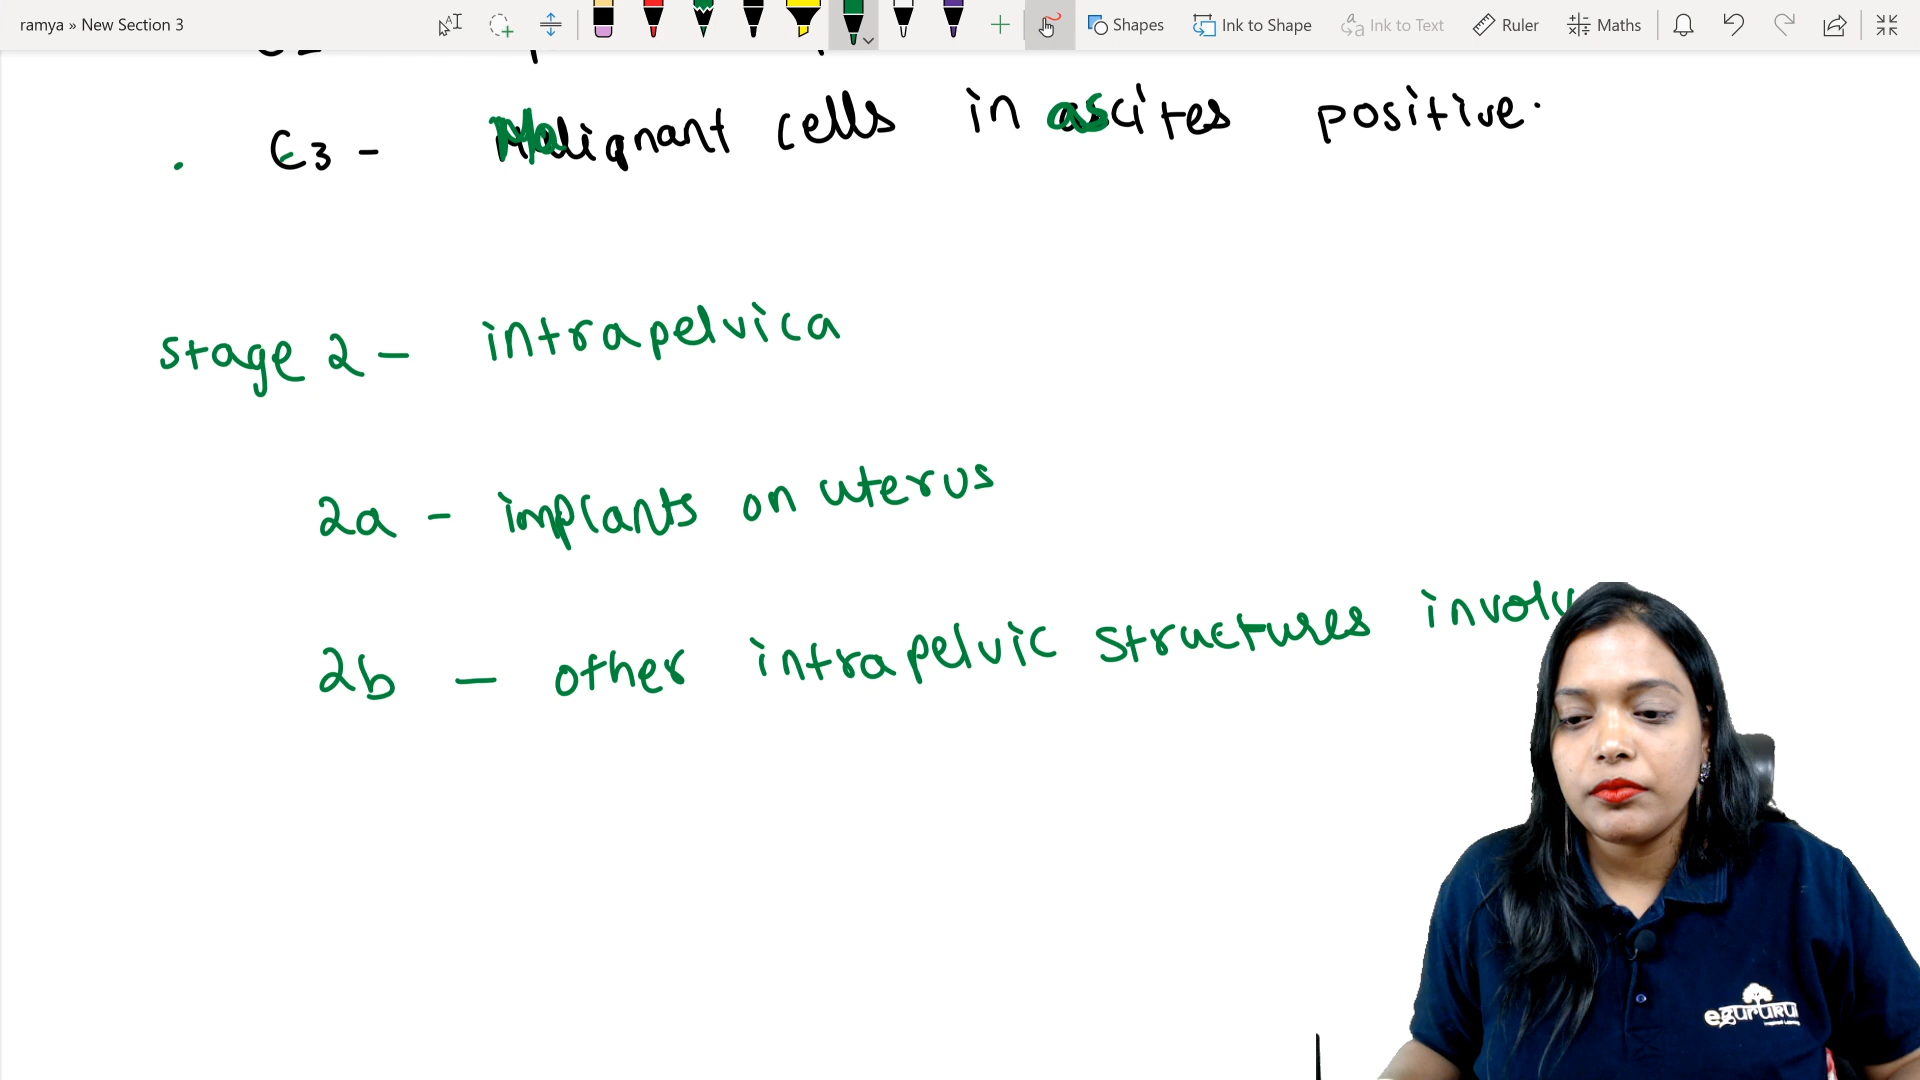 ramya » New Section 3
Shapes Ink to Shape Ink to Text Ruler Maths
C3 - Malignant cells in ascites positive.
stage 2 - intrapelvica
2a - implants on uterus
2b - other intrapelvic structures involv
eGurukul